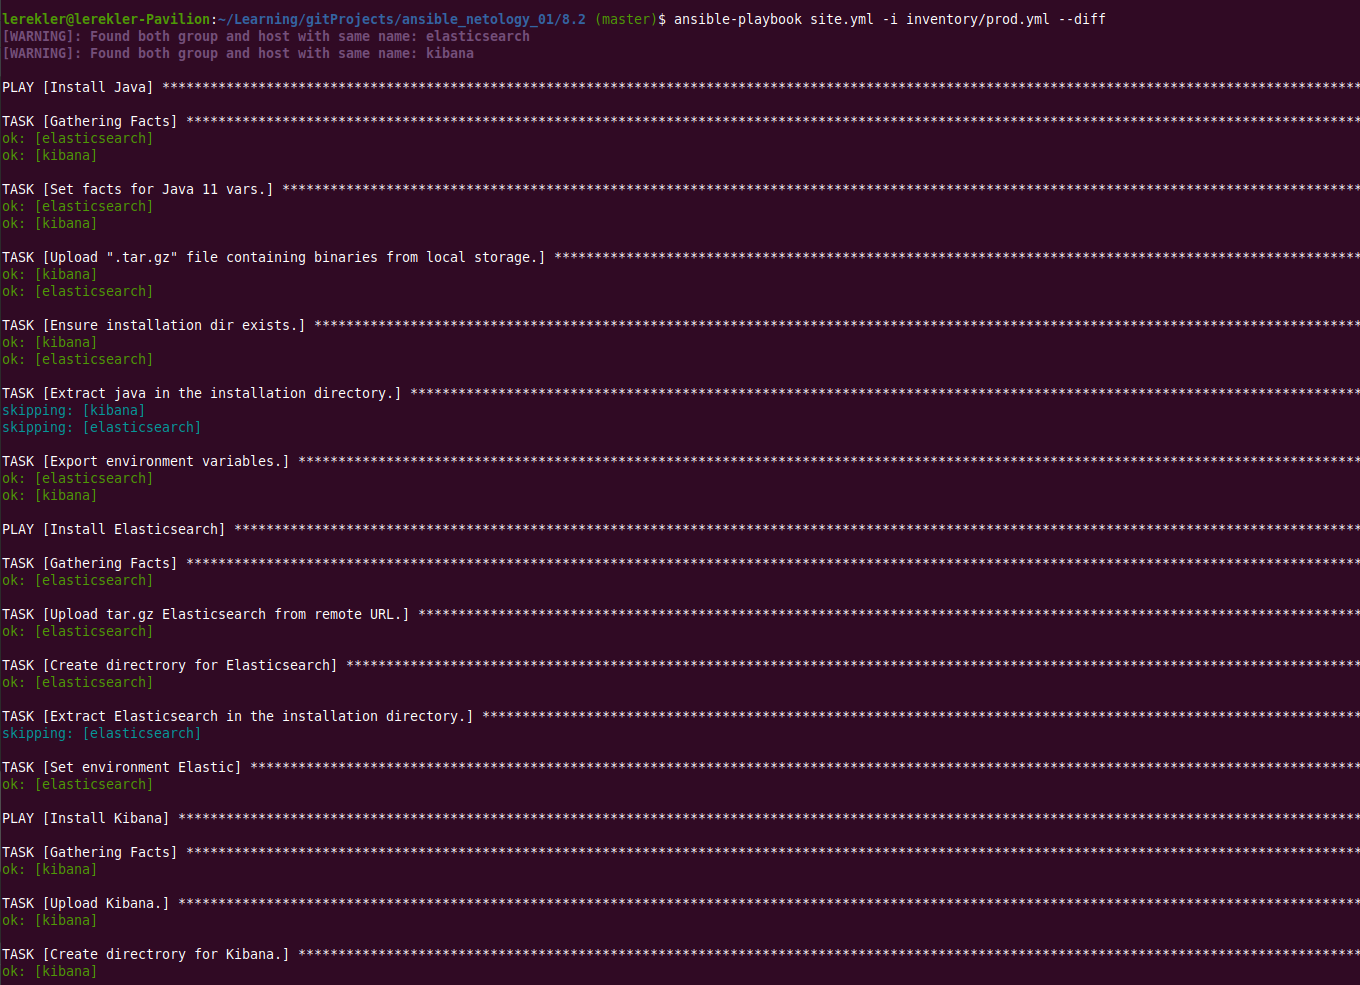 lerekler@lerekler-Pavilion:~/Learning/gitProjects/ansible_netology_01/8.2 (master)$ ansible-playbook site.yml -i inventory/prod.yml --diff
[WARNING]: Found both group and host with same name: elasticsearch
[WARNING]: Found both group and host with same name: kibana
PLAY [Install Java] ******************************************************************************************************************************************************
TASK [Gathering Facts] ***************************************************************************************************************************************************
ok: [elasticsearch]
ok: [kibana]
TASK [Set facts for Java 11 vars.] ***************************************************************************************************************************************
ok: [elasticsearch]
ok: [kibana]
TASK [Upload ".tar.gz" file containing binaries from local storage.] *****************************************************************************************************
ok: [kibana]
ok: [elasticsearch]
TASK [Ensure installation dir exists.] ***********************************************************************************************************************************
ok: [kibana]
ok: [elasticsearch]
TASK [Extract java in the installation directory.] ***********************************************************************************************************************
skipping: [kibana]
skipping: [elasticsearch]
TASK [Export environment variables.] *************************************************************************************************************************************
ok: [elasticsearch]
ok: [kibana]
PLAY [Install Elasticsearch] *********************************************************************************************************************************************
TASK [Gathering Facts] ***************************************************************************************************************************************************
ok: [elasticsearch]
TASK [Upload tar.gz Elasticsearch from remote URL.] **********************************************************************************************************************
ok: [elasticsearch]
TASK [Create directrory for Elasticsearch] *******************************************************************************************************************************
ok: [elasticsearch]
TASK [Extract Elasticsearch in the installation directory.] **************************************************************************************************************
skipping: [elasticsearch]
TASK [Set environment Elastic] *******************************************************************************************************************************************
ok: [elasticsearch]
PLAY [Install Kibana] ****************************************************************************************************************************************************
TASK [Gathering Facts] ***************************************************************************************************************************************************
ok: [kibana]
TASK [Upload Kibana.] ****************************************************************************************************************************************************
ok: [kibana]
TASK [Create directrory for Kibana.] *************************************************************************************************************************************
ok: [kibana]